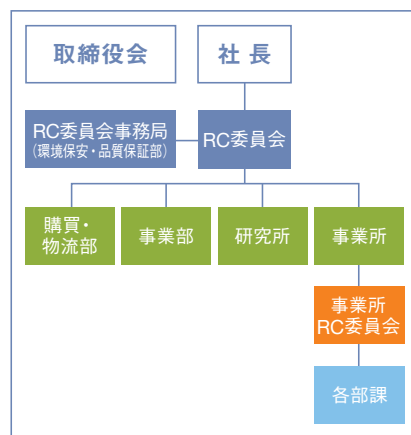 取締役会
社長
RC委員会事務局
（環境保安・品質保証部）
RC委員会
購買・
物流部
事業部
研究所
事業所
事業所
RC委員会
各部課